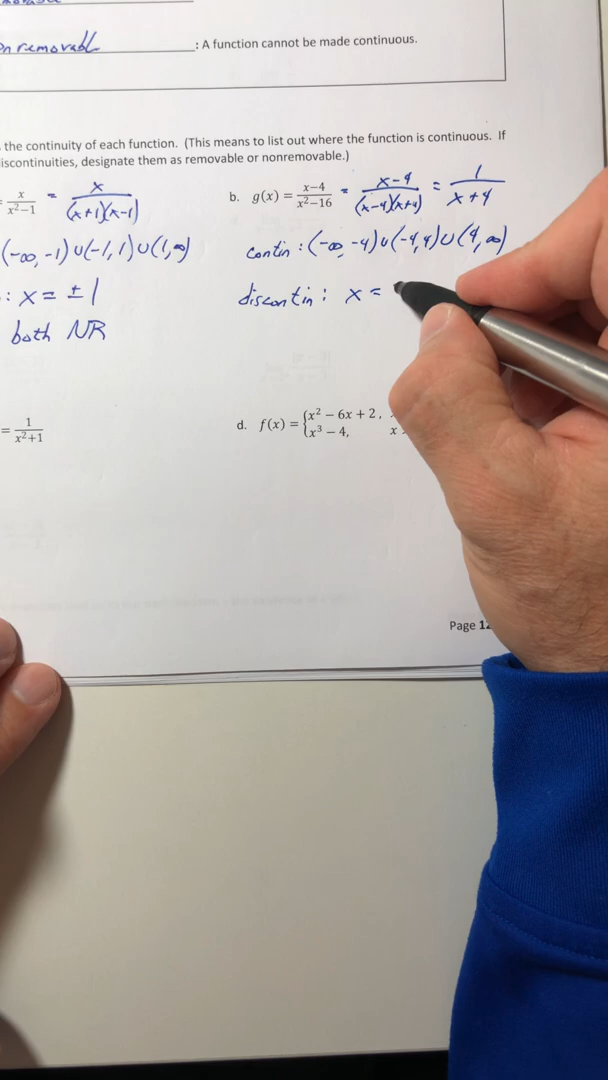 on removable : A function cannot be made continuous.
the continuity of each function. (This means to list out where the function is continuous. If
iscontinuities, designate them as removable or nonremovable.)
= x/(x²−1) = x/((x+1)(x-1))
(-∞, -1) ∪ (-1, 1) ∪ (1, ∞)
: x = ±1
both NR
b. g(x) = (x−4)/(x²−16) = (x-4)/((x-4)(x+4)) = 1/(x+4)
contin : (-∞, -4) ∪ (-4, 4) ∪ (4, ∞)
discontin : x =
= 1/(x²+1)
d. f(x) = {x² − 6x + 2,
x³ − 4, x
Page 12